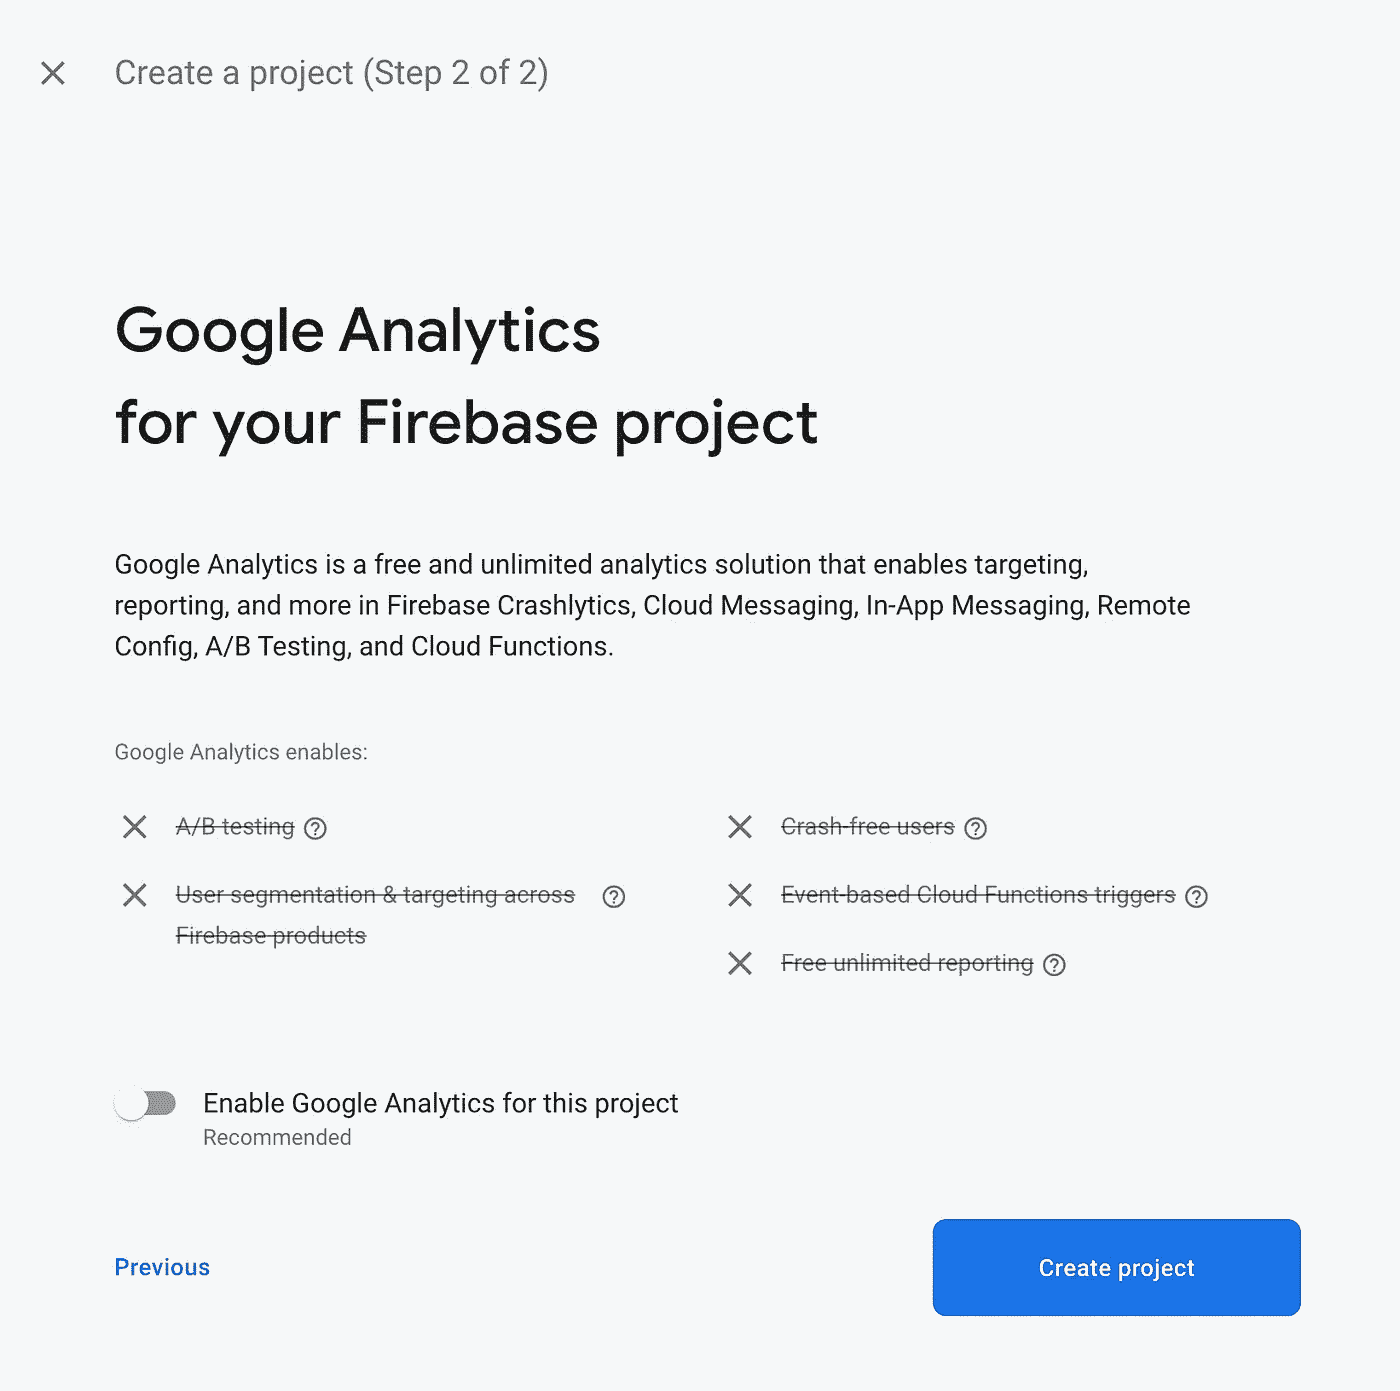 Create a project (Step 2 of 2)
Google Analytics
for your Firebase project
Google Analytics is a free and unlimited analytics solution that enables targeting,
reporting, and more in Firebase Crashlytics, Cloud Messaging, In-App Messaging, Remote
Config, A/B Testing, and Cloud Functions.
Google Analytics enables:
A/B testing
User segmentation & targeting across
Firebase products
Crash-free users
Event-based Cloud Functions triggers
Free unlimited reporting
Enable Google Analytics for this project
Recommended
Previous
Create project